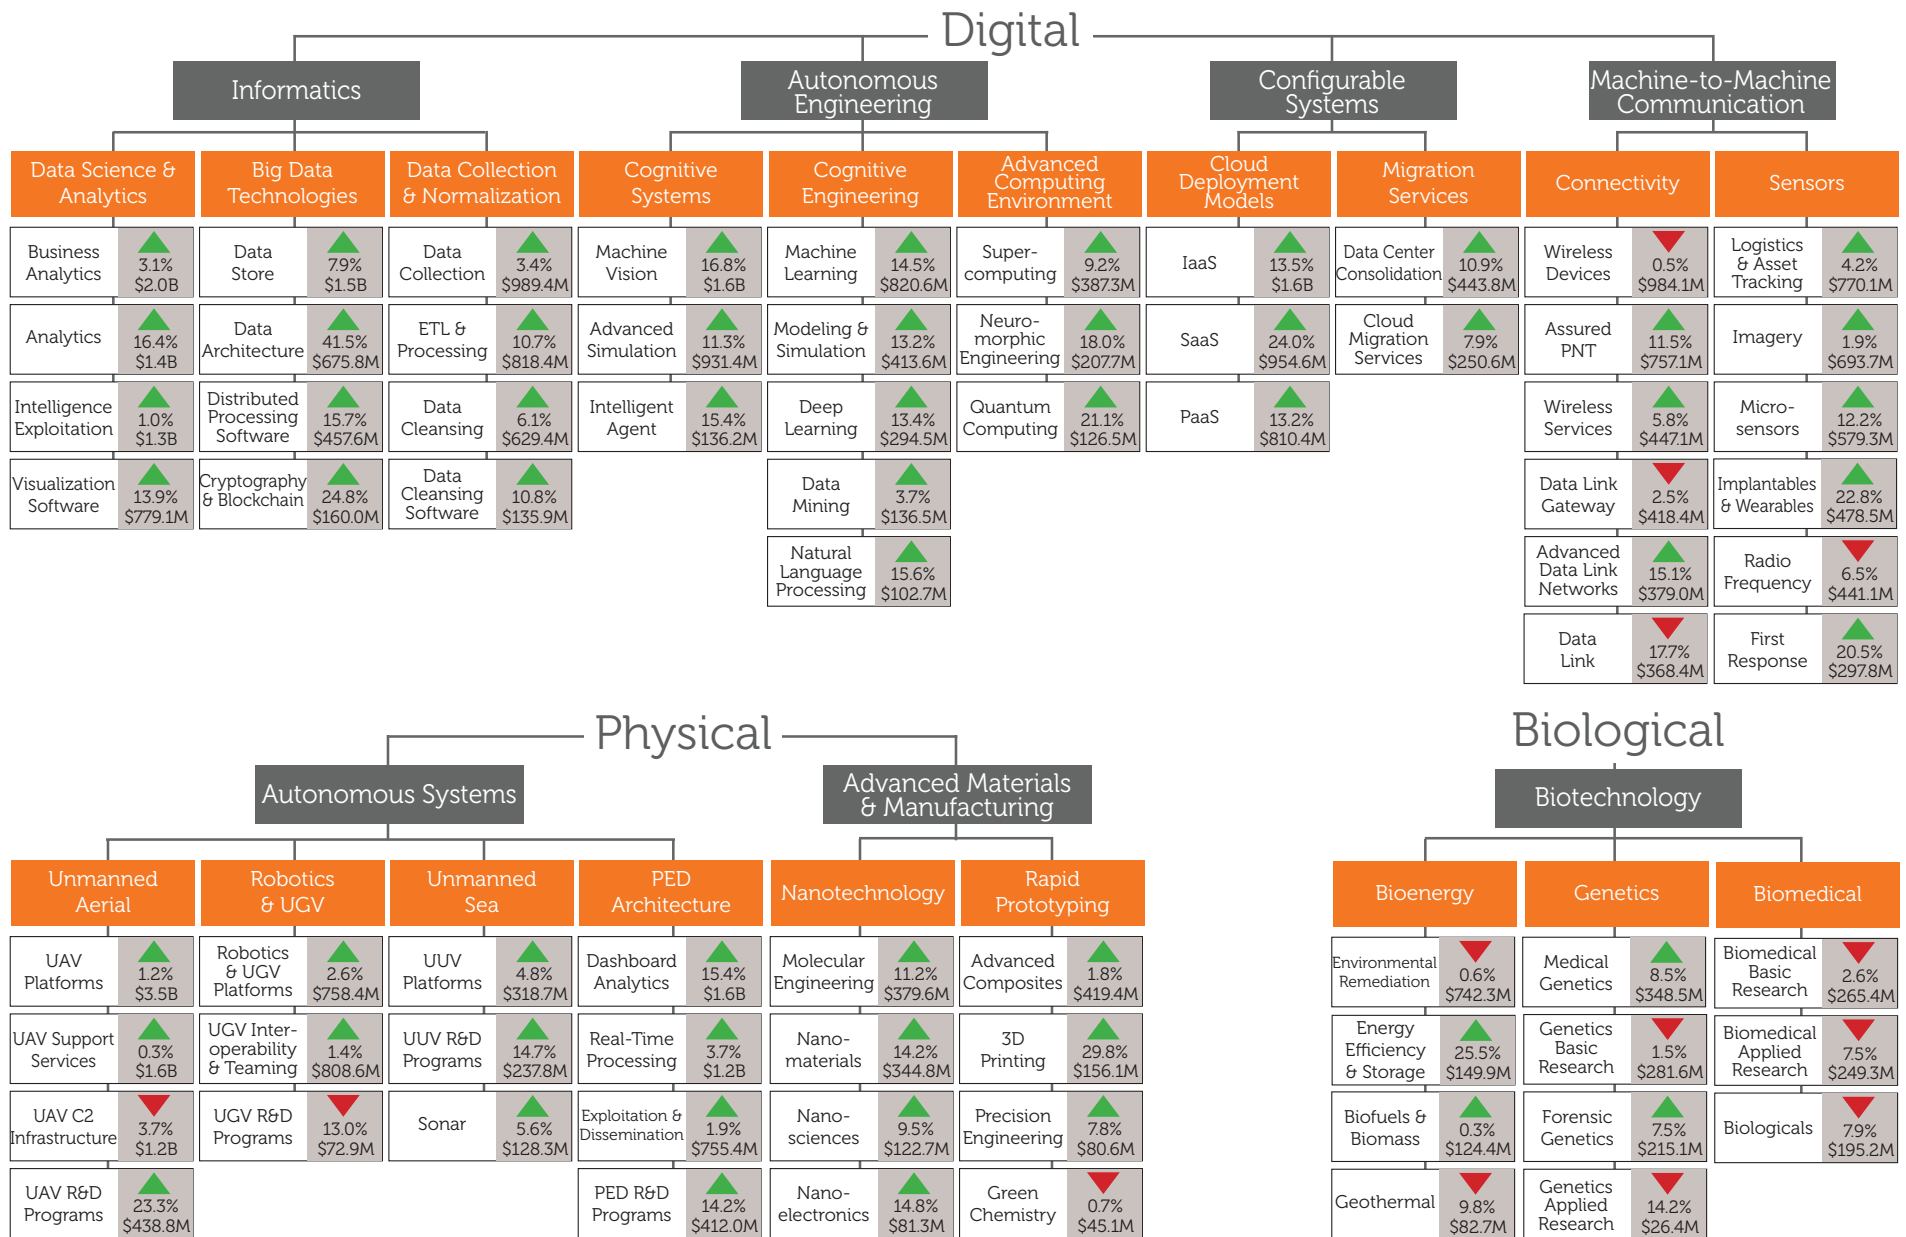 Digital
Informatics
Autonomous
Engineering
Configurable
Systems
Machine-to-Machine
Communication
Data Science &
Analytics
Business
Analytics
3.1%
$2.0B
Analytics
16.4%
$1.4B
Intelligence
Exploitation
1.0%
$1.3B
Visualization
Software
13.9%
$779.1M
Big Data
Technologies
Data
Store
7.9%
$1.5B
Data
Architecture
41.5%
$675.8M
Distributed
Processing
Software
15.7%
$457.6M
Cryptography
& Blockchain
24.8%
$160.0M
Data Collection
& Normalization
Data
Collection
3.4%
$989.4M
ETL &
Processing
10.7%
$818.4M
Data
Cleansing
6.1%
$629.4M
Data
Cleansing
Software
10.8%
$135.9M
Cognitive
Systems
Machine
Vision
16.8%
$1.6B
Advanced
Simulation
11.3%
$931.4M
Intelligent
Agent
15.4%
$136.2M
Cognitive
Engineering
Machine
Learning
14.5%
$820.6M
Modeling &
Simulation
13.2%
$413.6M
Deep
Learning
13.4%
$294.5M
Data
Mining
3.7%
$136.5M
Natural
Language
Processing
15.6%
$102.7M
Advanced
Computing
Environment
Super-
computing
9.2%
$387.3M
Neuro-
morphic
Engineering
18.0%
$207.7M
Quantum
Computing
21.1%
$126.5M
Cloud
Deployment
Models
IaaS
13.5%
$1.6B
SaaS
24.0%
$954.6M
PaaS
13.2%
$810.4M
Migration
Services
Data Center
Consolidation
10.9%
$443.8M
Cloud
Migration
Services
7.9%
$250.6M
Connectivity
Wireless
Devices
0.5%
$984.1M
Assured
PNT
11.5%
$757.1M
Wireless
Services
5.8%
$447.1M
Data Link
Gateway
2.5%
$418.4M
Advanced
Data Link
Networks
15.1%
$379.0M
Data
Link
17.7%
$368.4M
Sensors
Logistics
& Asset
Tracking
4.2%
$770.1M
Imagery
1.9%
$693.7M
Micro-
sensors
12.2%
$579.3M
Implantables
& Wearables
22.8%
$478.5M
Radio
Frequency
6.5%
$441.1M
First
Response
20.5%
$297.8M
Physical
Autonomous Systems
Advanced Materials
& Manufacturing
Unmanned
Aerial
UAV
Platforms
1.2%
$3.5B
UAV Support
Services
0.3%
$1.6B
UAV C2
Infrastructure
3.7%
$1.2B
UAV R&D
Programs
23.3%
$438.8M
Robotics
& UGV
Robotics
& UGV
Platforms
2.6%
$758.4M
UGV Inter-
operability
& Teaming
1.4%
$808.6M
UGV R&D
Programs
13.0%
$72.9M
Unmanned
Sea
UUV
Platforms
4.8%
$318.7M
UUV R&D
Programs
14.7%
$237.8M
Sonar
5.6%
$128.3M
PED
Architecture
Dashboard
Analytics
15.4%
$1.6B
Real-Time
Processing
3.7%
$1.2B
Exploitation &
Dissemination
1.9%
$755.4M
PED R&D
Programs
14.2%
$412.0M
Nanotechnology
Molecular
Engineering
11.2%
$379.6M
Nano-
materials
14.2%
$344.8M
Nano-
sciences
9.5%
$122.7M
Nano-
electronics
14.8%
$81.3M
Rapid
Prototyping
Advanced
Composites
1.8%
$419.4M
3D
Printing
29.8%
$156.1M
Precision
Engineering
7.8%
$80.6M
Green
Chemistry
0.7%
$45.1M
Biological
Biotechnology
Bioenergy
Environmental
Remediation
0.6%
$742.3M
Energy
Efficiency
& Storage
25.5%
$149.9M
Biofuels &
Biomass
0.3%
$124.4M
Geothermal
9.8%
$82.7M
Genetics
Medical
Genetics
8.5%
$348.5M
Genetics
Basic
Research
1.5%
$281.6M
Forensic
Genetics
7.5%
$215.1M
Genetics
Applied
Research
14.2%
$26.4M
Biomedical
Biomedical
Basic
Research
2.6%
$265.4M
Biomedical
Applied
Research
7.5%
$249.3M
Biologicals
7.9%
$195.2M